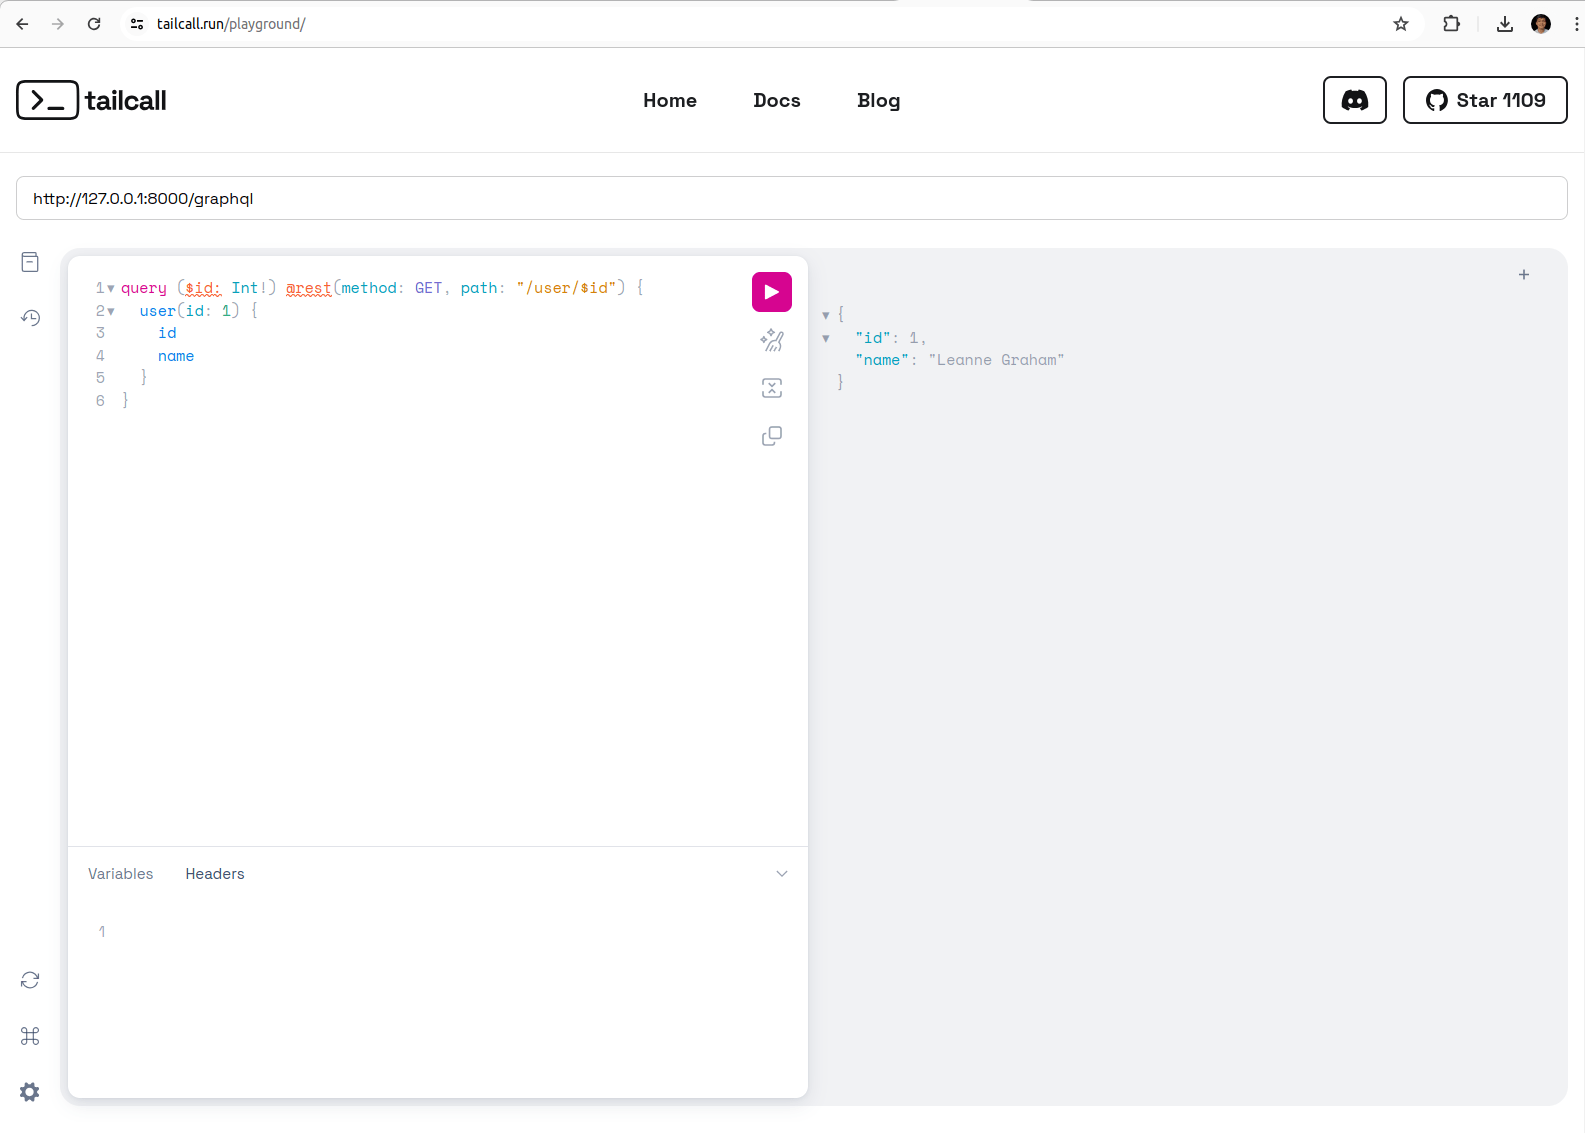 tailcall.run/playground/
>_ tailcall
Home Docs Blog
Star 1109
http://127.0.0.1:8000/graphql
1 query ($id: Int!) @rest(method: GET, path: "/user/$id") {
2 user(id: 1) {
3 id
4 name
5 }
6 }
{
"id": 1,
"name": "Leanne Graham"
}
Variables Headers
1